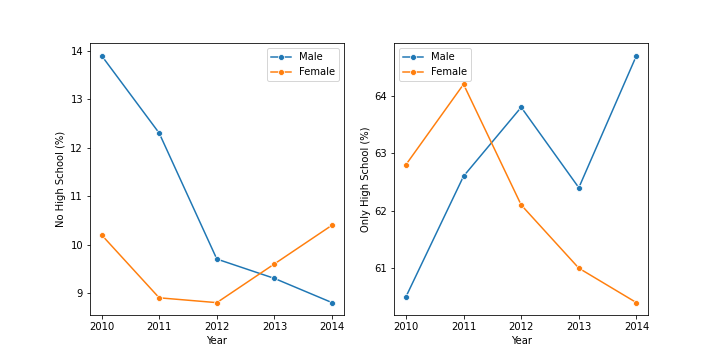 No High School (%)
14
13
12
11
10
9
Male
Female
2010 2011 2012 2013 2014
Year
Only High School (%)
64
63
62
61
Male
Female
2010 2011 2012 2013 2014
Year